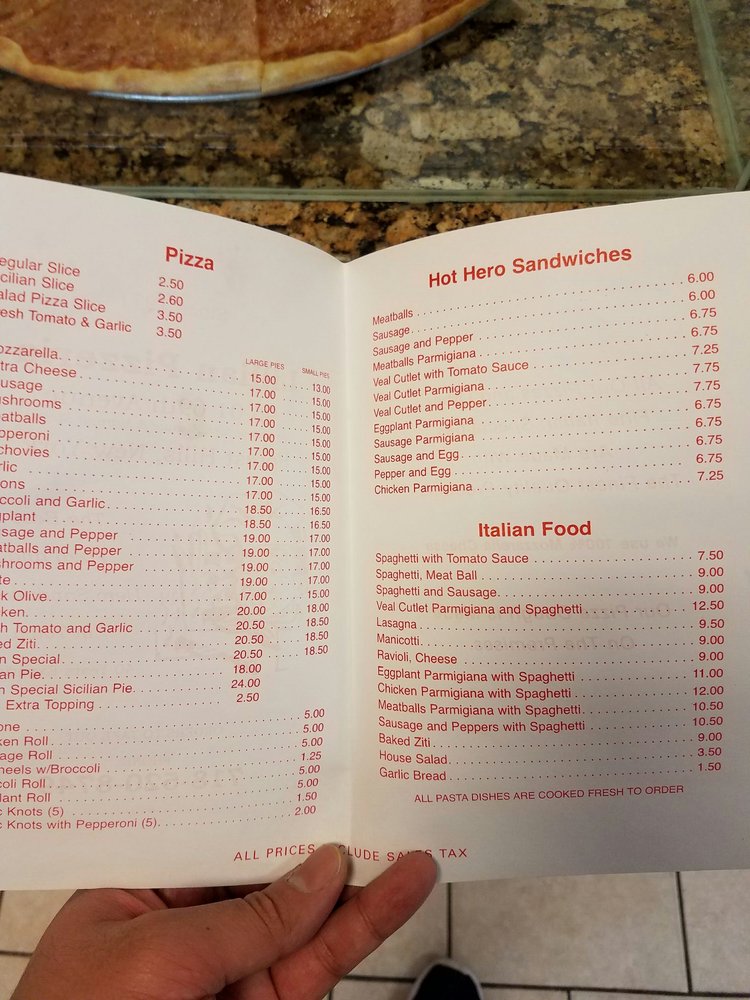 Pizza
egular Slice 2.50
cilian Slice 2.60
alad Pizza Slice 3.50
resh Tomato & Garlic 3.50
LARGE PIES SMALL PIES
ozzarella 15.00 13.00
tra Cheese 17.00 15.00
usage 17.00 15.00
ushrooms 17.00 15.00
eatballs 17.00 15.00
pperoni 17.00 15.00
chovies 17.00 15.00
rlic 17.00 15.00
ons 17.00 15.00
ccoli and Garlic 18.50 16.50
gplant 18.50 16.50
usage and Pepper 19.00 17.00
atballs and Pepper 19.00 17.00
shrooms and Pepper 19.00 17.00
te 19.00 17.00
k Olive 17.00 15.00
cken 20.00 18.00
h Tomato and Garlic 20.50 18.50
ed Ziti 20.50 18.50
n Special 20.50 18.50
an Pie 18.00
n Special Sicilian Pie 24.00
Extra Topping 2.50
one 5.00
ken Roll 5.00
age Roll 5.00
heels w/Broccoli 1.25
coli Roll 5.00
lant Roll 5.00
c Knots (5) 1.50
c Knots with Pepperoni (5) 2.00
Hot Hero Sandwiches
Meatballs 6.00
Sausage 6.00
Sausage and Pepper 6.75
Meatballs Parmigiana 6.75
Veal Cutlet with Tomato Sauce 7.25
Veal Cutlet Parmigiana 7.75
Veal Cutlet and Pepper 7.75
Eggplant Parmigiana 6.75
Sausage Parmigiana 6.75
Sausage and Egg 6.75
Pepper and Egg 6.75
Chicken Parmigiana 7.25
Italian Food
Spaghetti with Tomato Sauce 7.50
Spaghetti, Meat Ball 9.00
Spaghetti and Sausage 9.00
Veal Cutlet Parmigiana and Spaghetti 12.50
Lasagna 9.50
Manicotti 9.00
Ravioli, Cheese 9.00
Eggplant Parmigiana with Spaghetti 11.00
Chicken Parmigiana with Spaghetti 12.00
Meatballs Parmigiana with Spaghetti 10.50
Sausage and Peppers with Spaghetti 10.50
Baked Ziti 9.00
House Salad 3.50
Garlic Bread 1.50
ALL PASTA DISHES ARE COOKED FRESH TO ORDER
ALL PRICES CLUDE SALES TAX